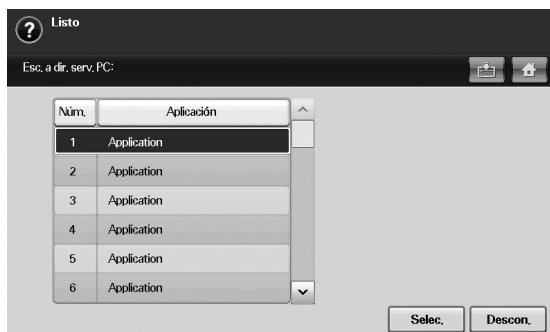 ? Listo
Esc. a dir. serv. PC:
Núm. Aplicación
1 Application
2 Application
3 Application
4 Application
5 Application
6 Application
Selec. Descon.